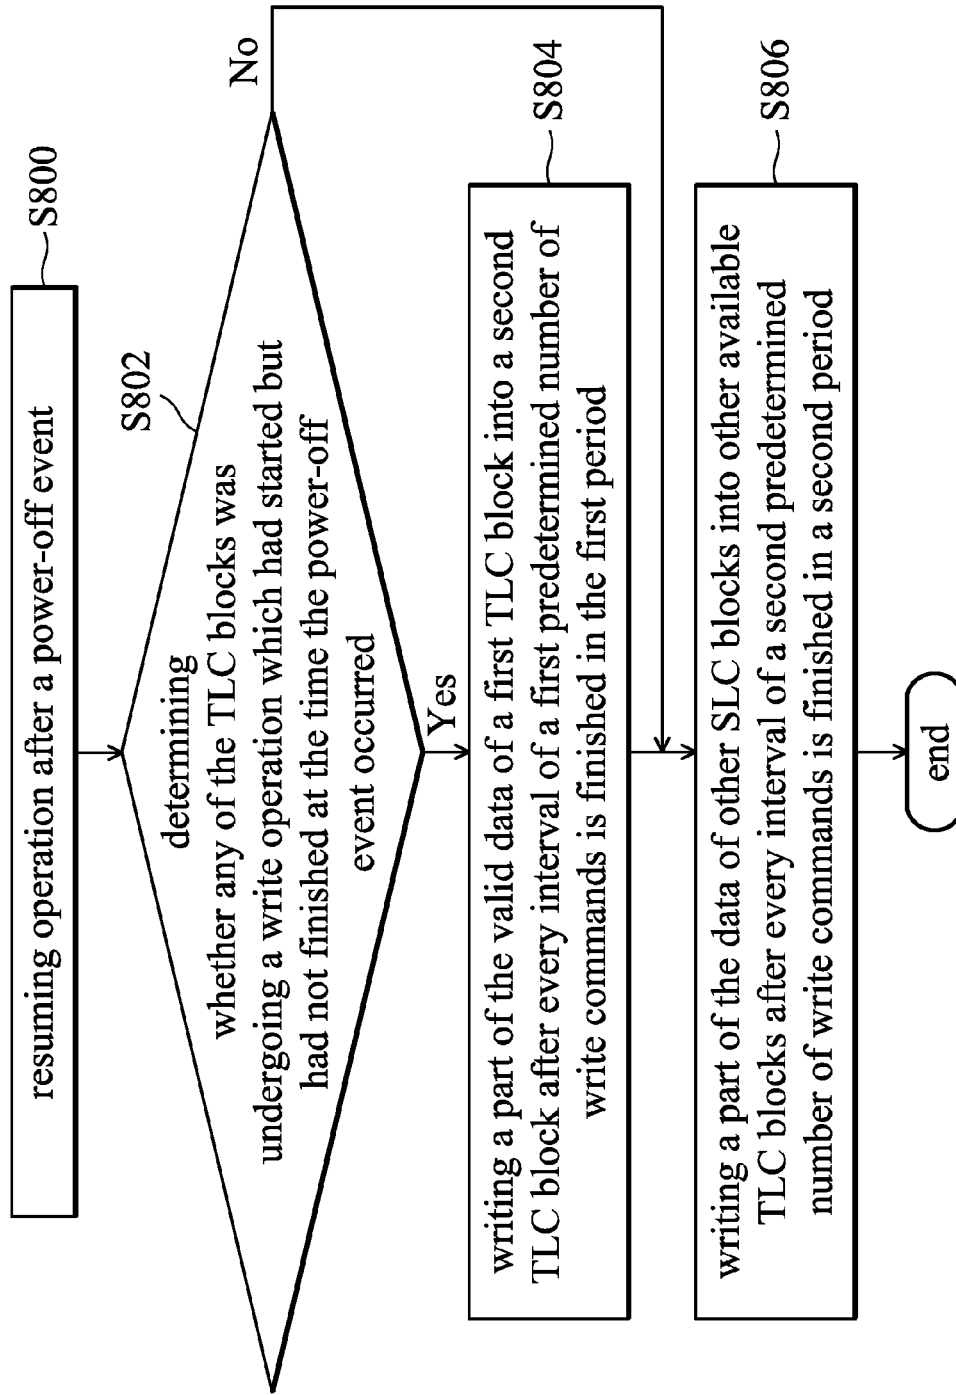 resuming operation after a power-off event
S800
S802
determining
whether any of the TLC blocks was
undergoing a write operation which had started but
had not finished at the time the power-off
event occurred
No
Yes
S804
writing a part of the valid data of a first TLC block into a second
TLC block after every interval of a first predetermined number of
write commands is finished in the first period
S806
writing a part of the data of other SLC blocks into other available
TLC blocks after every interval of a second predetermined
number of write commands is finished in a second period
end